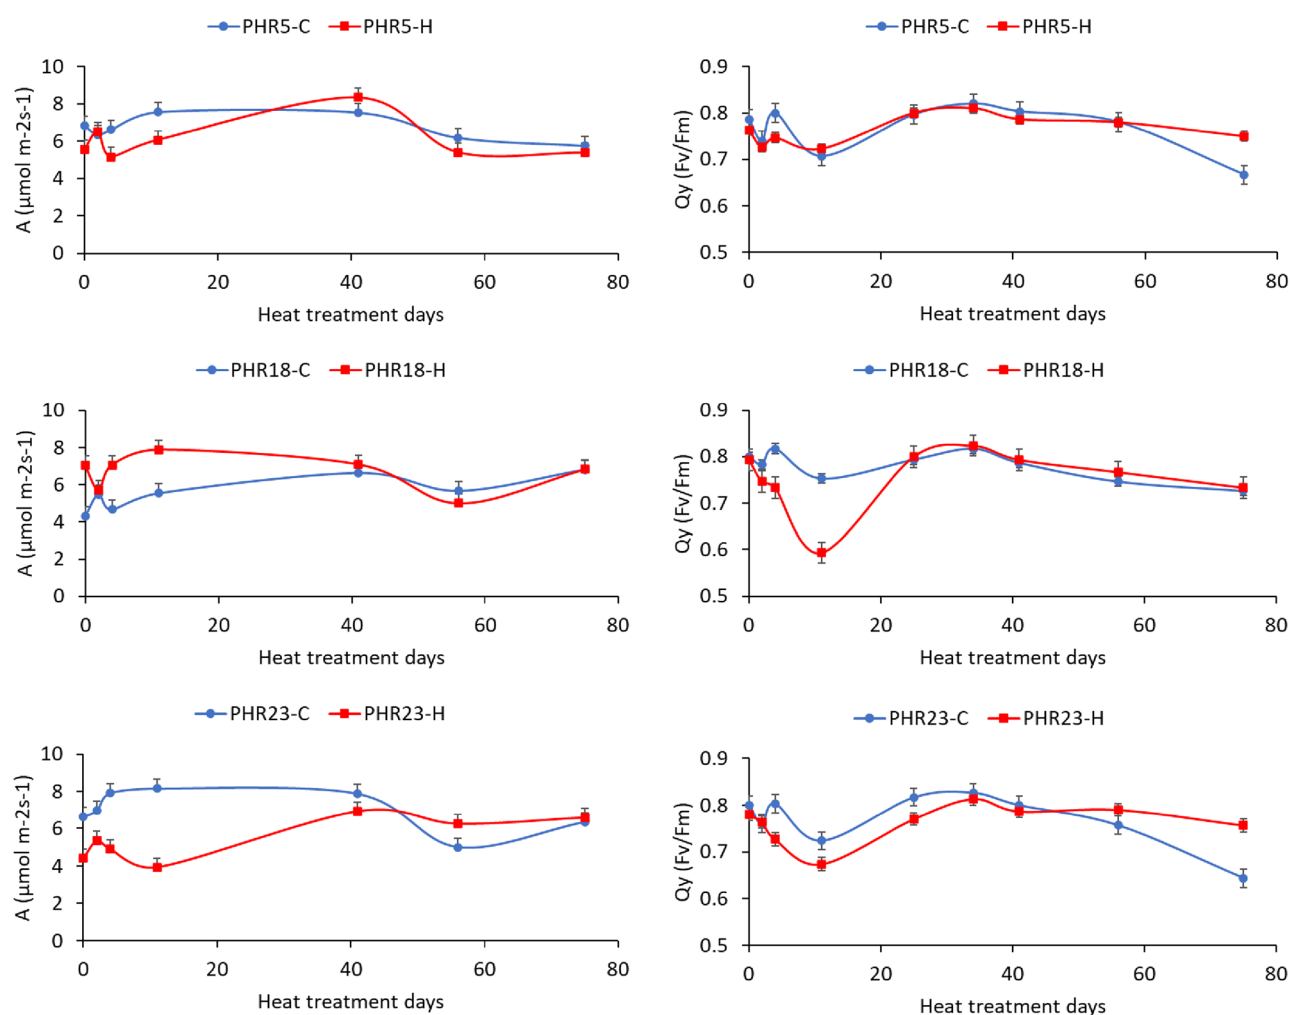 PHR5-C PHR5-H
A (µmol m-2s-1)
10
8
6
4
2
0
0 20 40 60 80
Heat treatment days
PHR5-C PHR5-H
Qy (Fv/Fm)
0.9
0.8
0.7
0.6
0.5
0 20 40 60 80
Heat treatment days
PHR18-C PHR18-H
A (µmol m-2s-1)
10
8
6
4
2
0
0 20 40 60 80
Heat treatment days
PHR18-C PHR18-H
Qy (Fv/Fm)
0.9
0.8
0.7
0.6
0.5
0 20 40 60 80
Heat treatment days
PHR23-C PHR23-H
A (µmol m-2s-1)
10
8
6
4
2
0
0 20 40 60 80
Heat treatment days
PHR23-C PHR23-H
Qy (Fv/Fm)
0.9
0.8
0.7
0.6
0.5
0 20 40 60 80
Heat treatment days